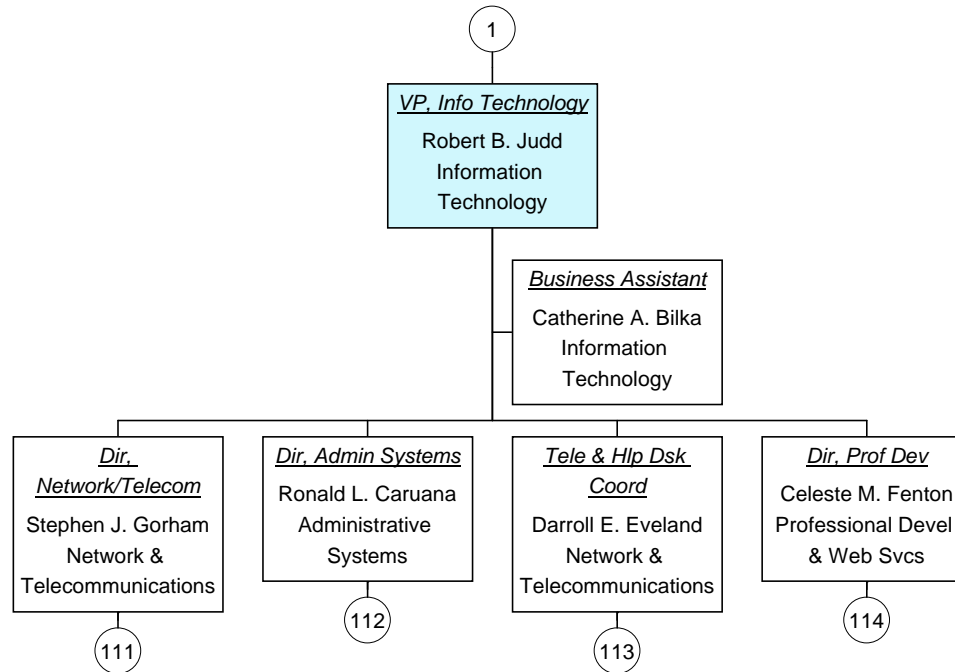 1
VP, Info Technology
Robert B. Judd
Information
Technology
Business Assistant
Catherine A. Bilka
Information
Technology
Dir,
Network/Telecom
Stephen J. Gorham
Network &
Telecommunications
111
Dir, Admin Systems
Ronald L. Caruana
Administrative
Systems
112
Tele & Hlp Dsk
Coord
Darroll E. Eveland
Network &
Telecommunications
113
Dir, Prof Dev
Celeste M. Fenton
Professional Devel
& Web Svcs
114